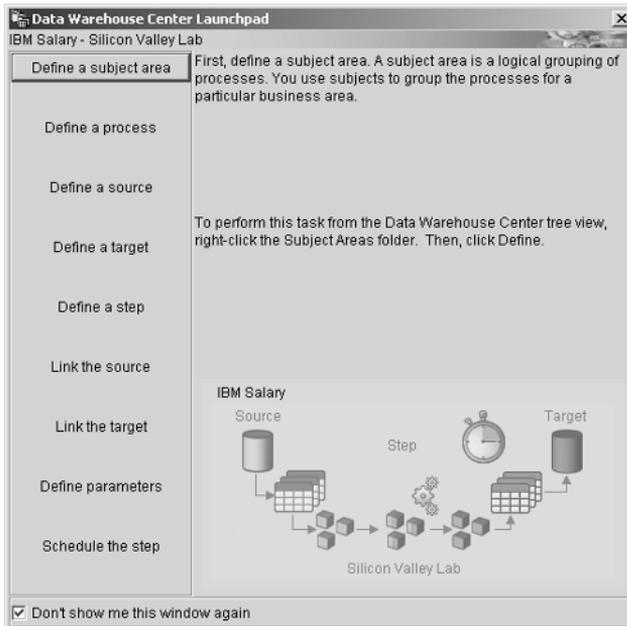 Data Warehouse Center Launchpad
IBM Salary - Silicon Valley Lab
Define a subject area
Define a process
Define a source
Define a target
Define a step
Link the source
Link the target
Define parameters
Schedule the step
First, define a subject area. A subject area is a logical grouping of
processes. You use subjects to group the processes for a
particular business area.
To perform this task from the Data Warehouse Center tree view,
right-click the Subject Areas folder. Then, click Define.
IBM Salary
Source
Step
Target
Silicon Valley Lab
Don't show me this window again